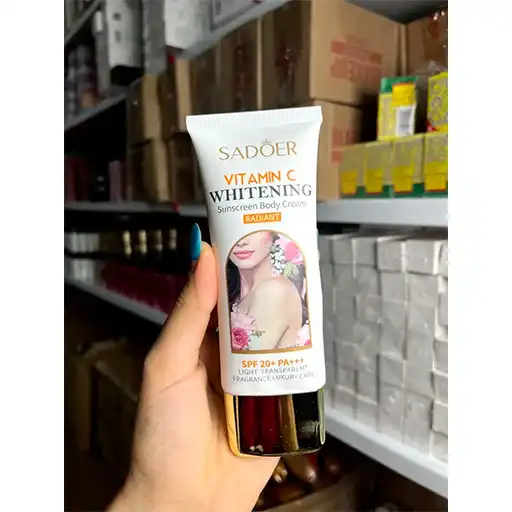 SADOER
VITAMIN C
WHITENING
Sunscreen Body Cream
RADIANT
SPF 20+ PA+++
LIGHT TRANSPARENT
FRAGRANCE LUXURY CARE